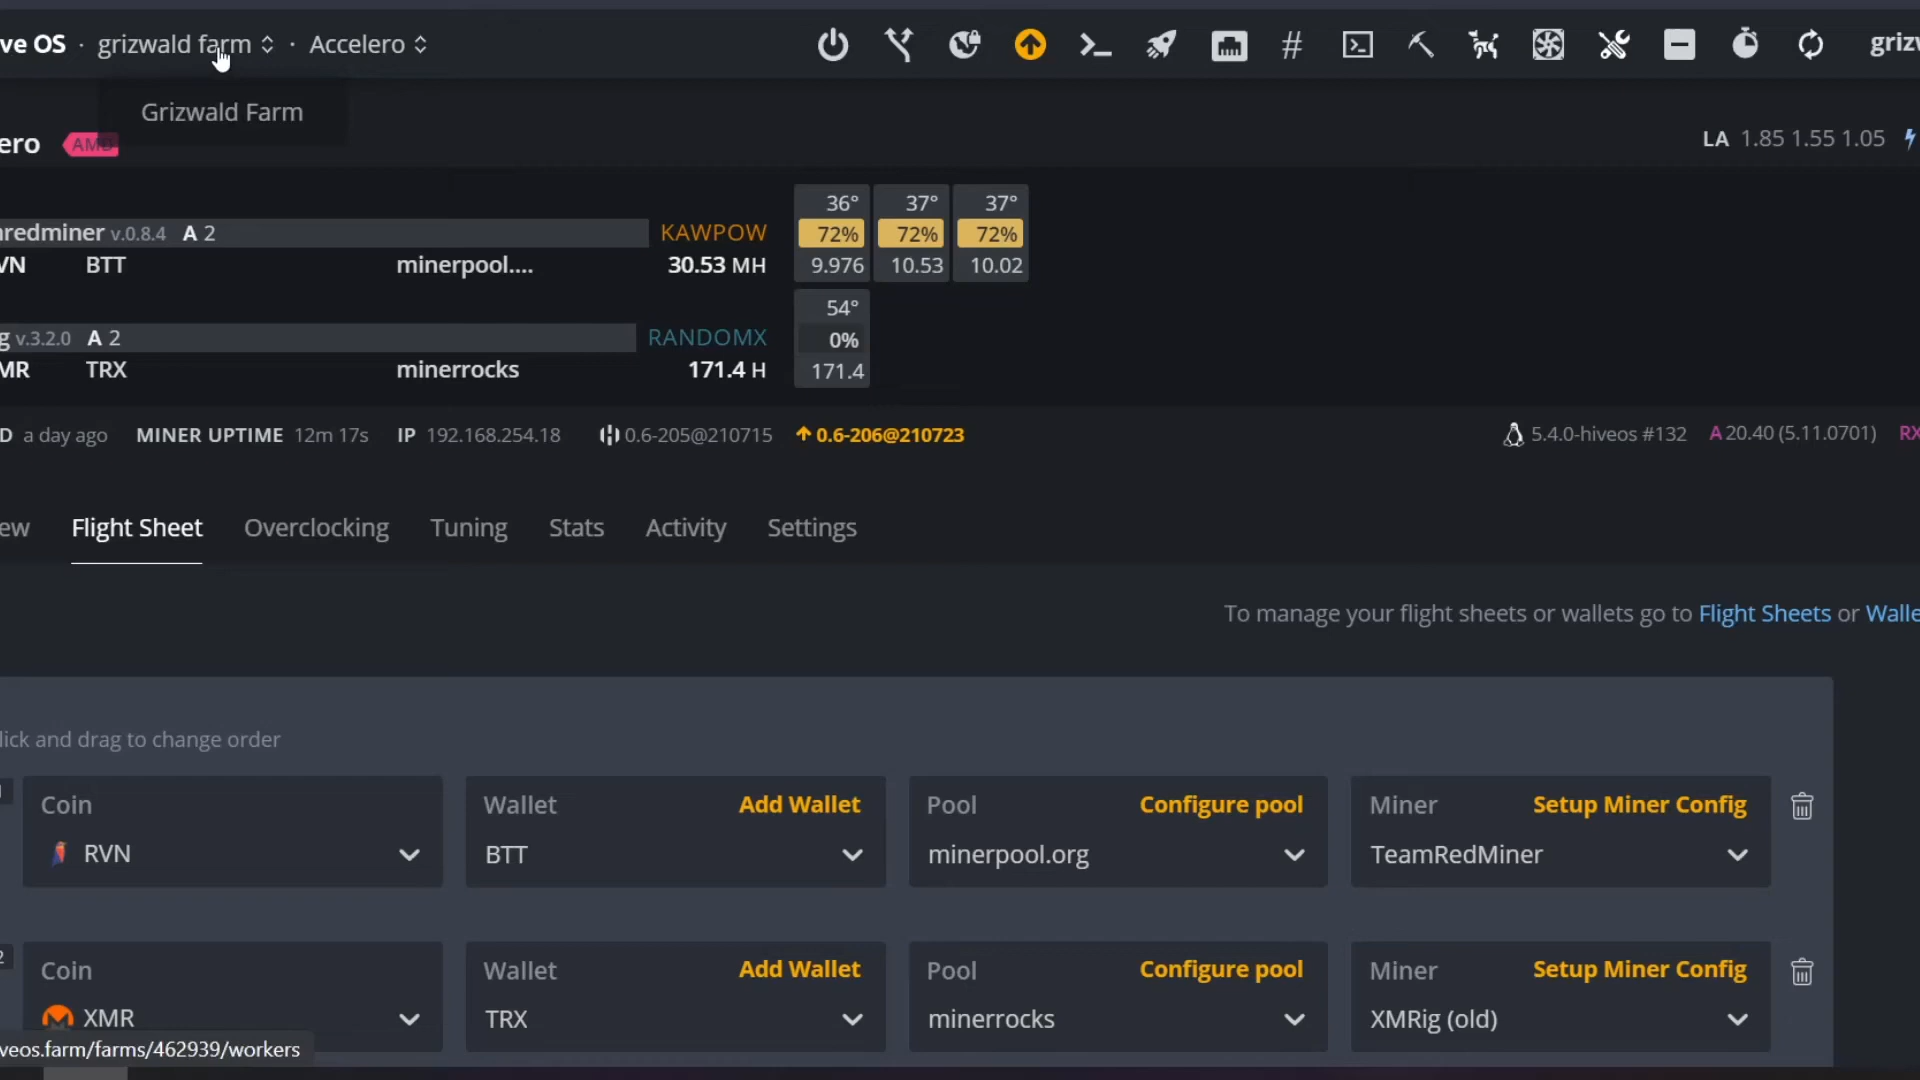 ve OS · grizwald farm · Accelero # grizw
Grizwald Farm
ero AMD LA 1.85 1.55 1.05
36° 37° 37°
redminer v.0.8.4 A 2 KAWPOW 72% 72% 72%
VN BTT minerpool.... 30.53 MH 9.976 10.53 10.02
54°
g v.3.2.0 A 2 RANDOMX 0%
MR TRX minerrocks 171.4 H 171.4
D a day ago MINER UPTIME 12m 17s IP 192.168.254.18 0.6-205@210715 0.6-206@210723 5.4.0-hiveos #132 A 20.40 (5.11.0701) RX
ew Flight Sheet Overclocking Tuning Stats Activity Settings
To manage your flight sheets or wallets go to Flight Sheets or Walle
lick and drag to change order
Coin Wallet Add Wallet Pool Configure pool Miner Setup Miner Config
RVN BTT minerpool.org TeamRedMiner
2
Coin Wallet Add Wallet Pool Configure pool Miner Setup Miner Config
XMR TRX minerrocks XMRig (old)
veos.farm/farms/462939/workers